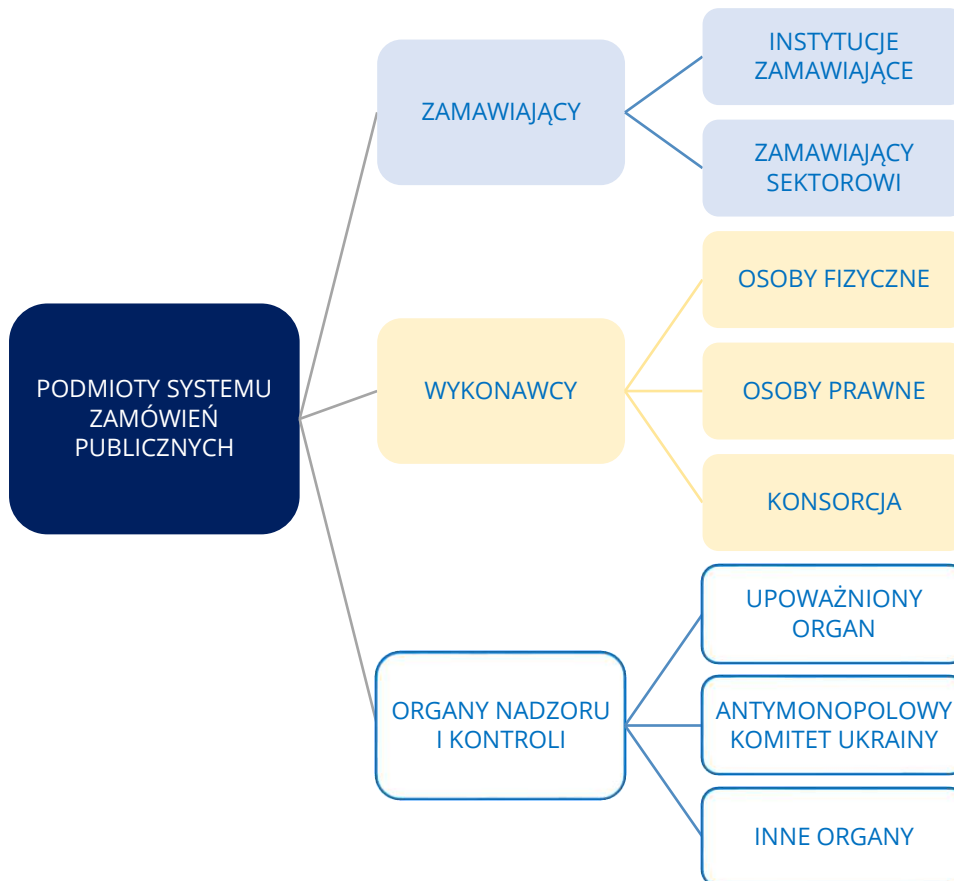 PODMIOTY SYSTEMU
ZAMÓWIEŃ
PUBLICZNYCH
ZAMAWIAJĄCY
INSTYTUCJE
ZAMAWIAJĄCE
ZAMAWIAJĄCY
SEKTOROWI
WYKONAWCY
OSOBY FIZYCZNE
OSOBY PRAWNE
KONSORCJA
ORGANY NADZORU
I KONTROLI
UPOWAŻNIONY
ORGAN
ANTYMONOPOLOWY
KOMITET UKRAINY
INNE ORGANY